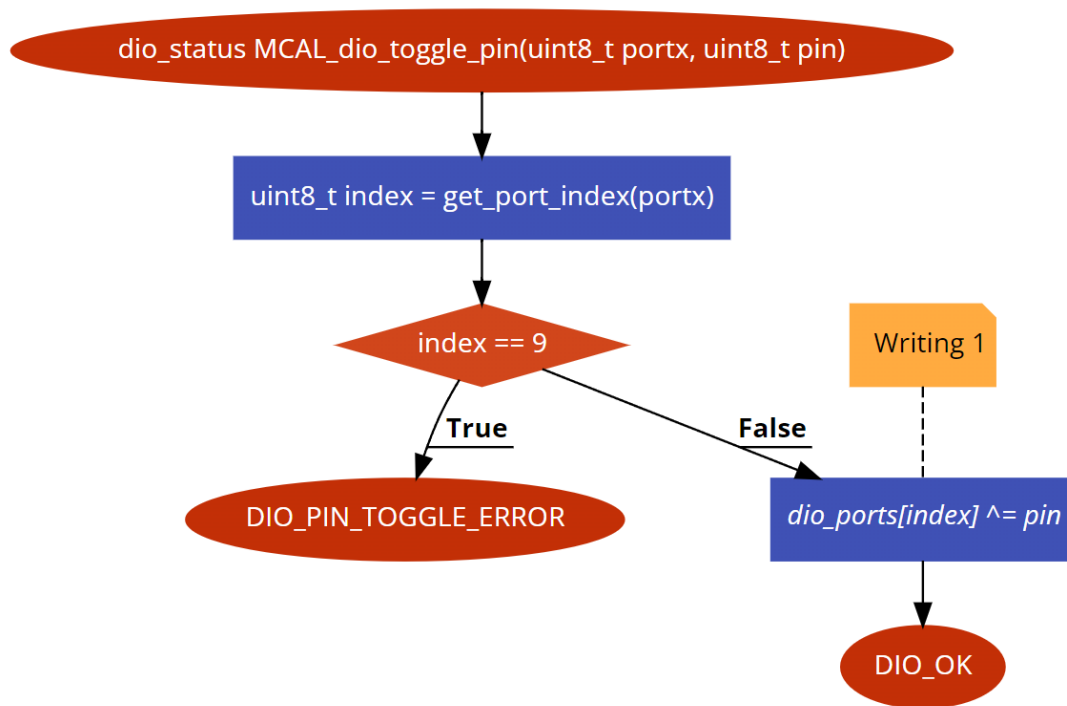 dio_status MCAL_dio_toggle_pin(uint8_t portx, uint8_t pin)
uint8_t index = get_port_index(portx)
index == 9
Writing 1
True
False
DIO_PIN_TOGGLE_ERROR
dio_ports[index] ^= pin
DIO_OK